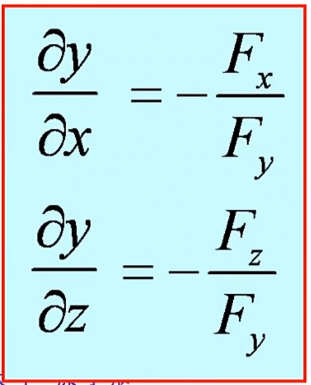 ∂y/∂x = −F_x/F_y
∂y/∂z = −F_z/F_y